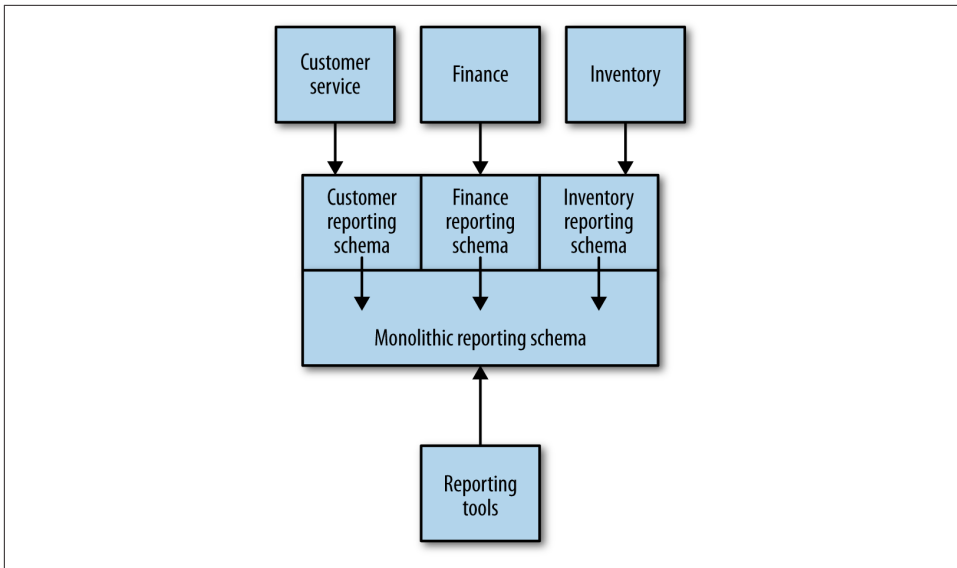 Customer
service
Finance
Inventory
Customer
reporting
schema
Finance
reporting
schema
Inventory
reporting
schema
Monolithic reporting schema
Reporting
tools